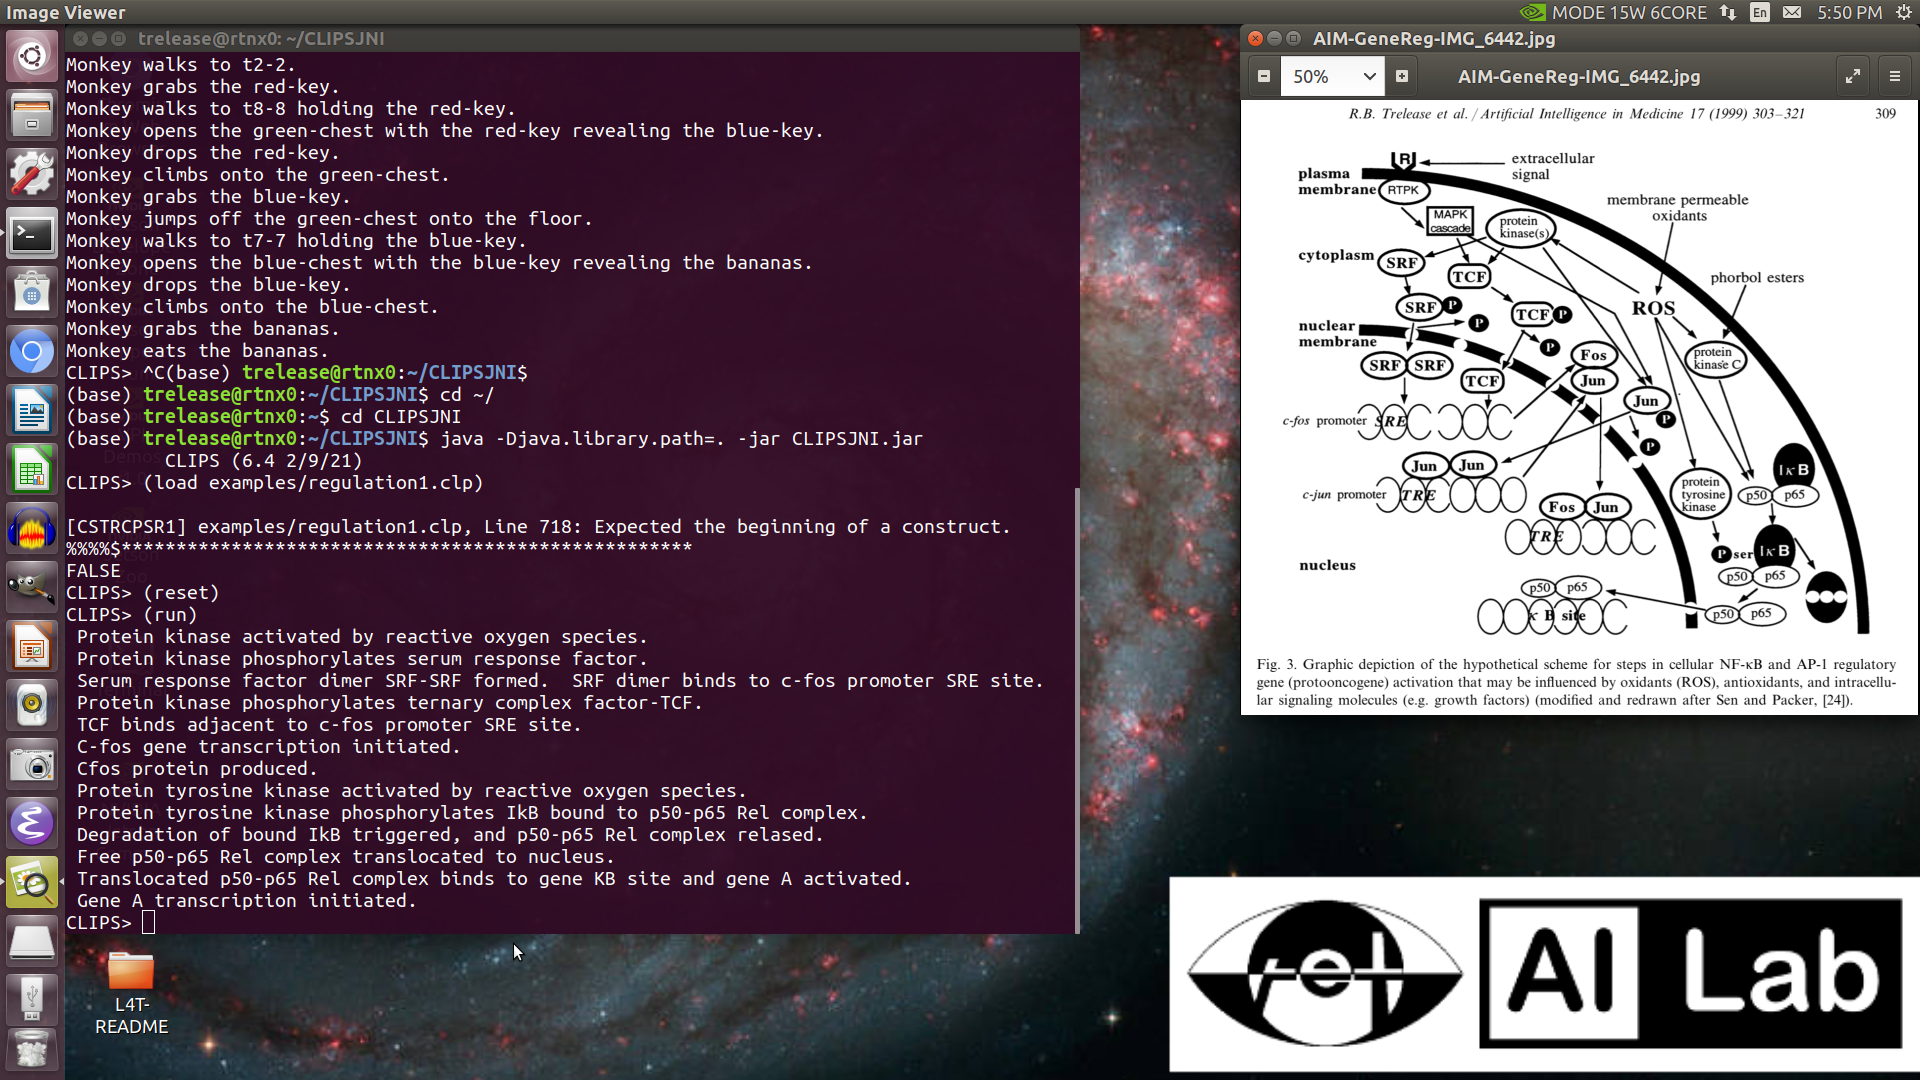 Image Viewer
MODE 15W 6CORE
En
5:50 PM
trelease@rtnx0: ~/CLIPSJNI
Monkey walks to t2-2.
Monkey grabs the red-key.
Monkey walks to t8-8 holding the red-key.
Monkey opens the green-chest with the red-key revealing the blue-key.
Monkey drops the red-key.
Monkey climbs onto the green-chest.
Monkey grabs the blue-key.
Monkey jumps off the green-chest onto the floor.
Monkey walks to t7-7 holding the blue-key.
Monkey opens the blue-chest with the blue-key revealing the bananas.
Monkey drops the blue-key.
Monkey climbs onto the blue-chest.
Monkey grabs the bananas.
Monkey eats the bananas.
CLIPS> ^C(base) trelease@rtnx0:~/CLIPSJNI$
(base) trelease@rtnx0:~/CLIPSJNI$ cd ~/
(base) trelease@rtnx0:~$ cd CLIPSJNI
(base) trelease@rtnx0:~/CLIPSJNI$ java -Djava.library.path=. -jar CLIPSJNI.jar
CLIPS (6.4 2/9/21)
CLIPS> (load examples/regulation1.clp)
[CSTRCPSR1] examples/regulation1.clp, Line 718: Expected the beginning of a construct.
%%%%$****************************************************
FALSE
CLIPS> (reset)
CLIPS> (run)
Protein kinase activated by reactive oxygen species.
Protein kinase phosphorylates serum response factor.
Serum response factor dimer SRF-SRF formed.  SRF dimer binds to c-fos promoter SRE site.
Protein kinase phosphorylates ternary complex factor-TCF.
TCF binds adjacent to c-fos promoter SRE site.
C-fos gene transcription initiated.
Cfos protein produced.
Protein tyrosine kinase activated by reactive oxygen species.
Protein tyrosine kinase phosphorylates IkB bound to p50-p65 Rel complex.
Degradation of bound IkB triggered, and p50-p65 Rel complex relased.
Free p50-p65 Rel complex translocated to nucleus.
Translocated p50-p65 Rel complex binds to gene KB site and gene A activated.
Gene A transcription initiated.
CLIPS>
L4T-
README
AIM-GeneReg-IMG_6442.jpg
50%
AIM-GeneReg-IMG_6442.jpg
R.B. Trelease et al. / Artificial Intelligence in Medicine 17 (1999) 303–321 309
R
extracellular
signal
plasma
membrane
RTPK
MAPK
cascade
protein
kinase(s)
membrane permeable
oxidants
cytoplasm
SRF
TCF
phorbol esters
SRF P
P
TCF P
ROS
nuclear
membrane
P
Fos
Jun
protein
kinase C
SRF SRF
TCF
Jun
P
c-fos promoter SRE
P
Jun Jun
IκB
p50 p65
c-jun promoter TRE
protein
tyrosine
kinase
Fos Jun
TRE
P ser IκB
p50 p65
nucleus
p50 p65
κ B site
p50 p65
Fig. 3. Graphic depiction of the hypothetical scheme for steps in cellular NF-κB and AP-1 regulatory
gene (protooncogene) activation that may be influenced by oxidants (ROS), antioxidants, and intracellu-
lar signaling molecules (e.g. growth factors) (modified and redrawn after Sen and Packer, [24]).
ret
AI Lab